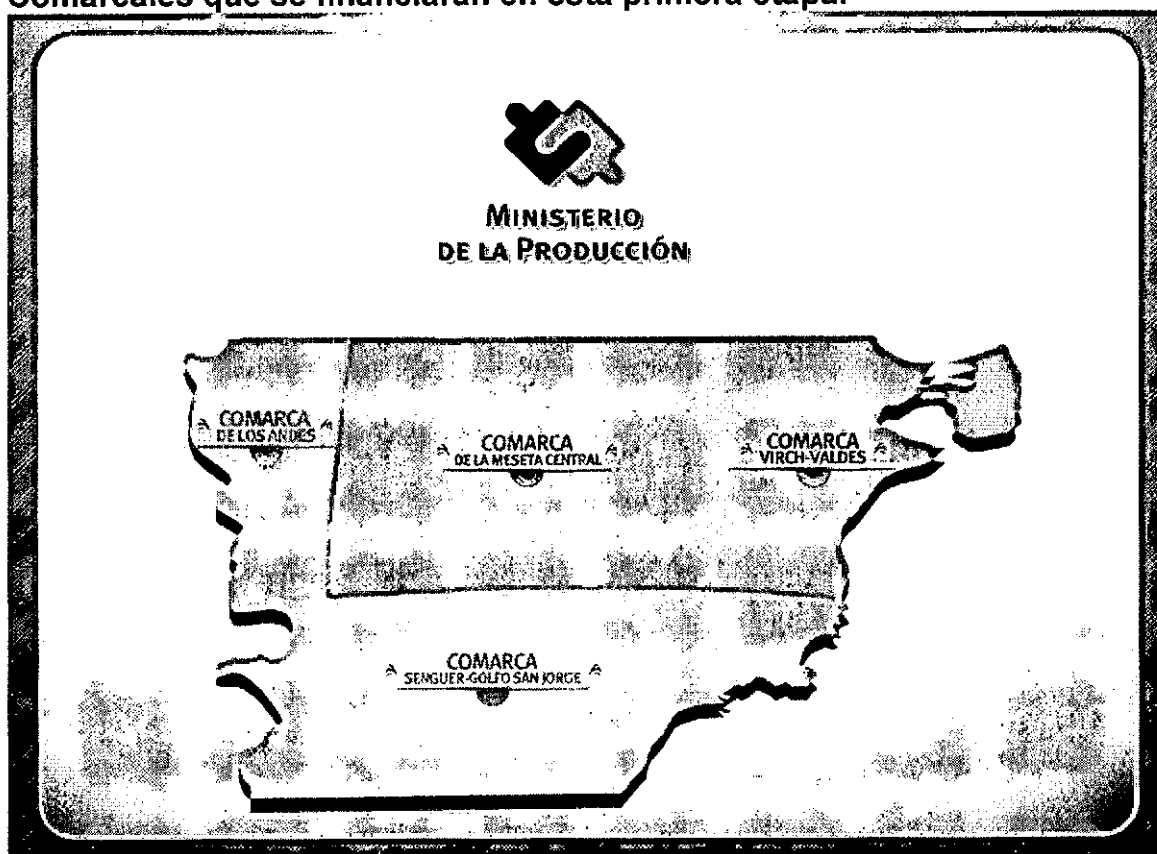 Comarcales que se financiarán en esta primera etapa.
MINISTERIO
DE LA PRODUCCIÓN
COMARCA
DE LOS ANDES
COMARCA
DE LA MESETA CENTRAL
COMARCA
VIRCH-VALDES
COMARCA
SENGUER-GOLFO SAN JORGE